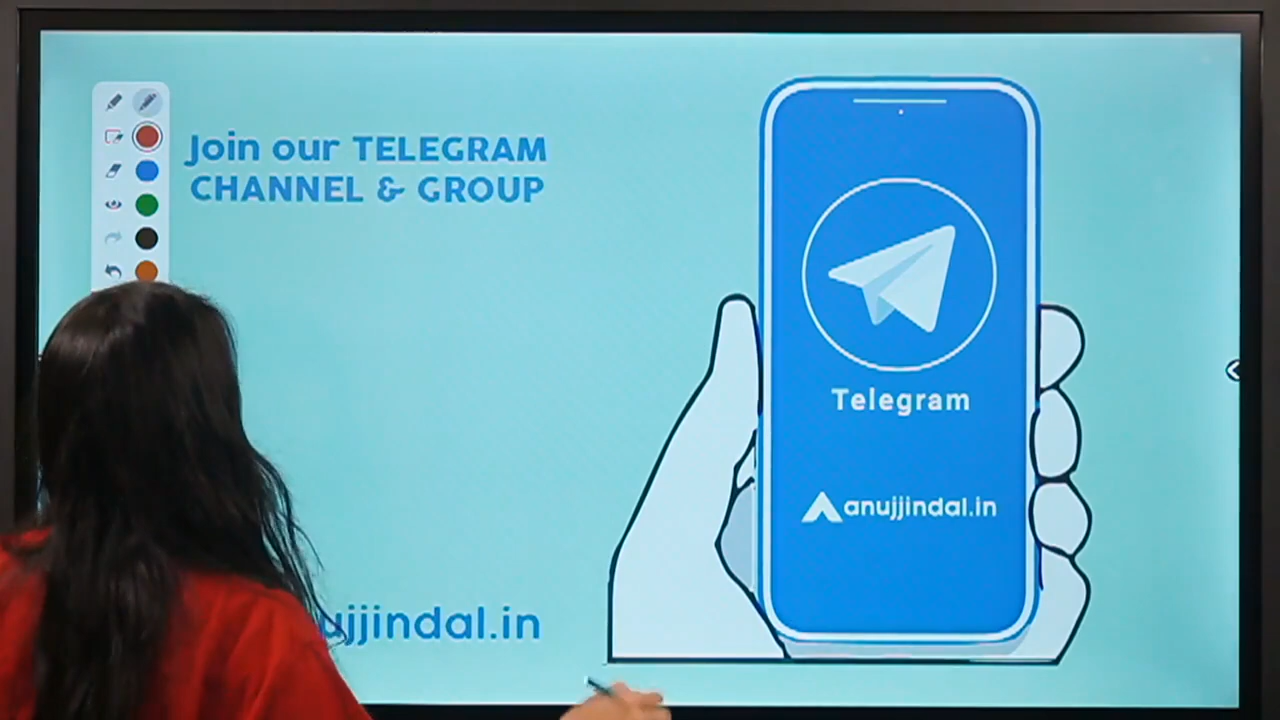 Join our TELEGRAM
CHANNEL & GROUP
Telegram
anujjindal.in
ujjindal.in